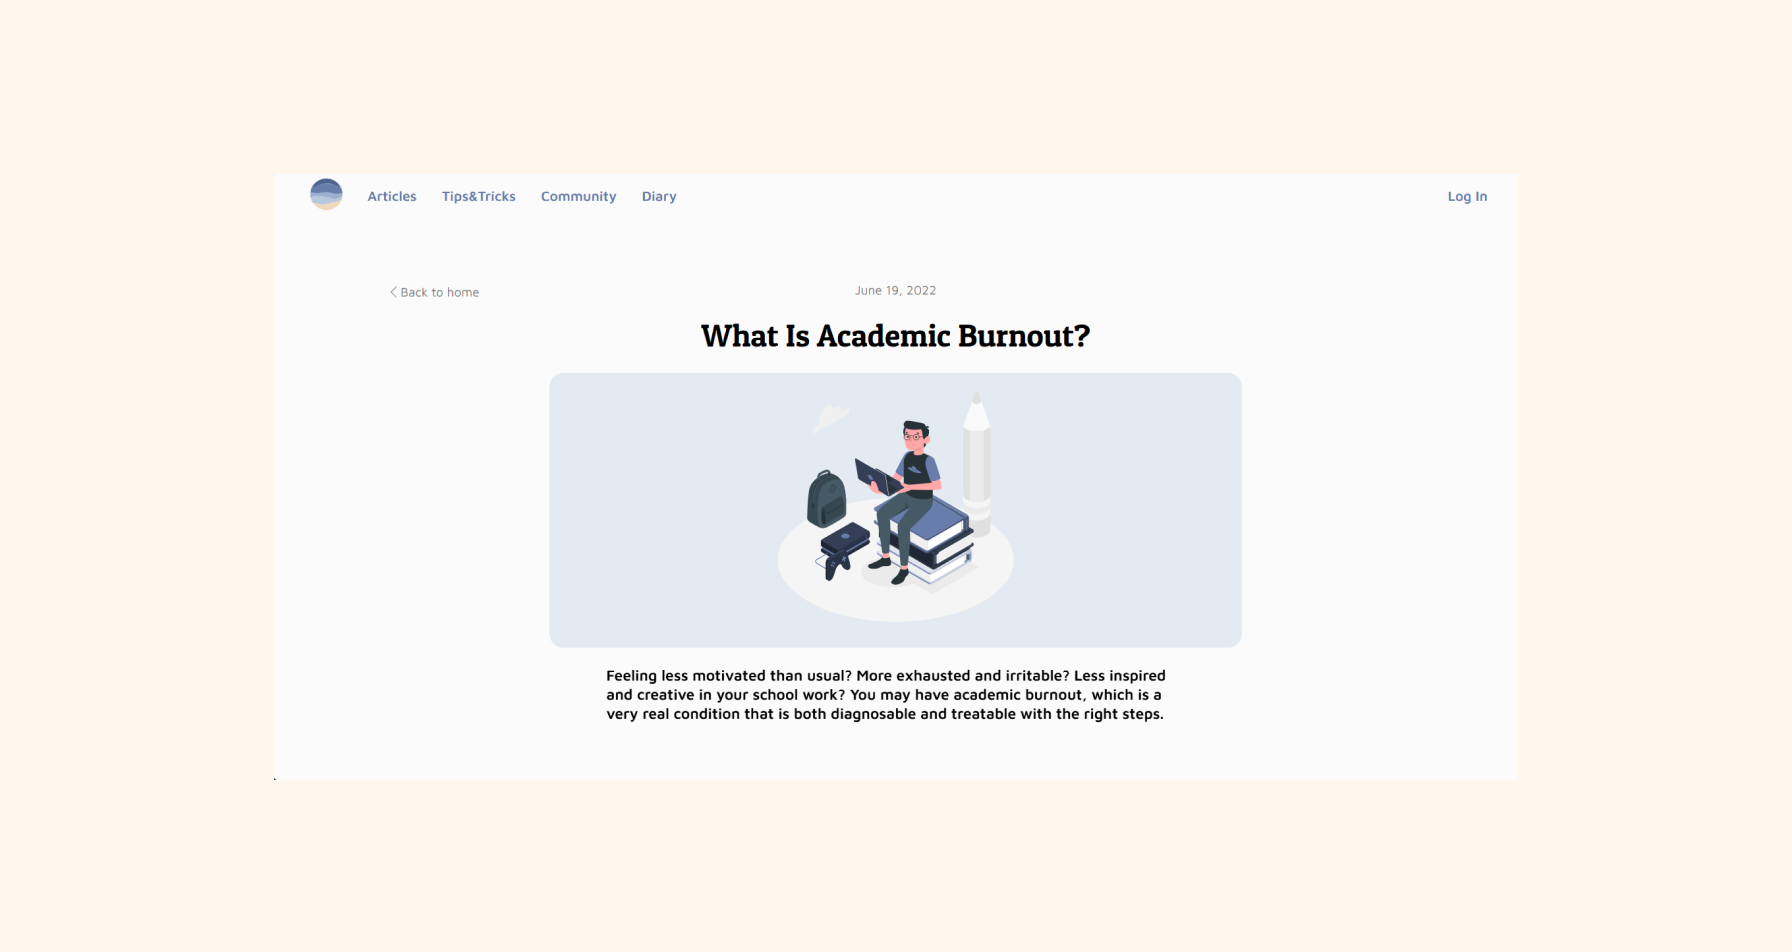 Articles Tips&Tricks Community Diary Log In
Back to home
June 19, 2022
What Is Academic Burnout?
Feeling less motivated than usual? More exhausted and irritable? Less inspired
and creative in your school work? You may have academic burnout, which is a
very real condition that is both diagnosable and treatable with the right steps.